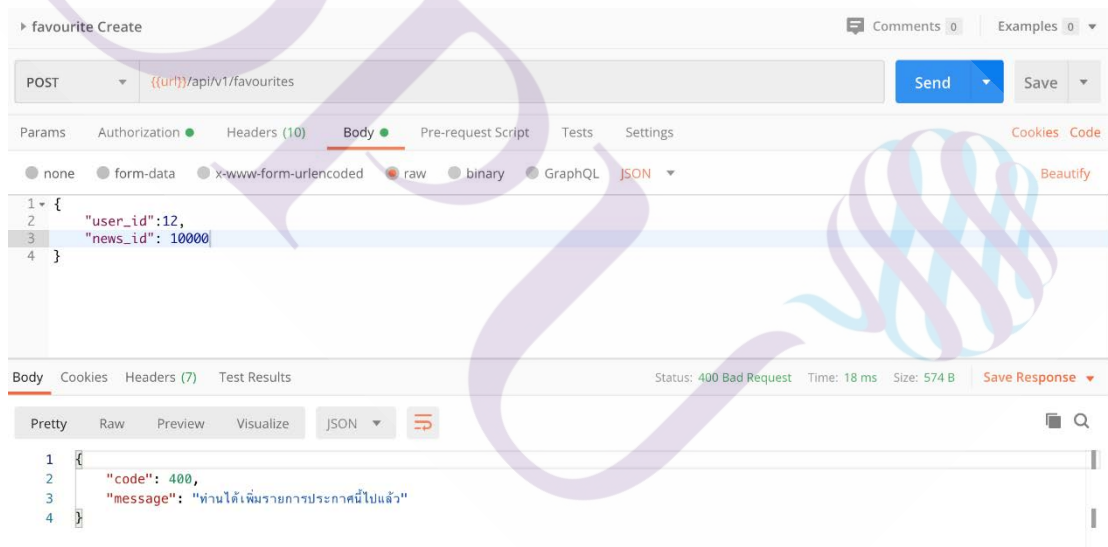 favourite Create Comments 0 Examples 0
POST {{url}}/api/v1/favourites Send Save
Params Authorization Headers (10) Body Pre-request Script Tests Settings Cookies Code
none form-data x-www-form-urlencoded raw binary GraphQL JSON Beautify
1 {
2 "user_id":12,
3 "news_id": 10000
4 }
Body Cookies Headers (7) Test Results Status: 400 Bad Request Time: 18 ms Size: 574 B Save Response
Pretty Raw Preview Visualize JSON
1 {
2 "code": 400,
3 "message": "ท่านได้เพิ่มรายการประกาศนี้ไปแล้ว"
4 }